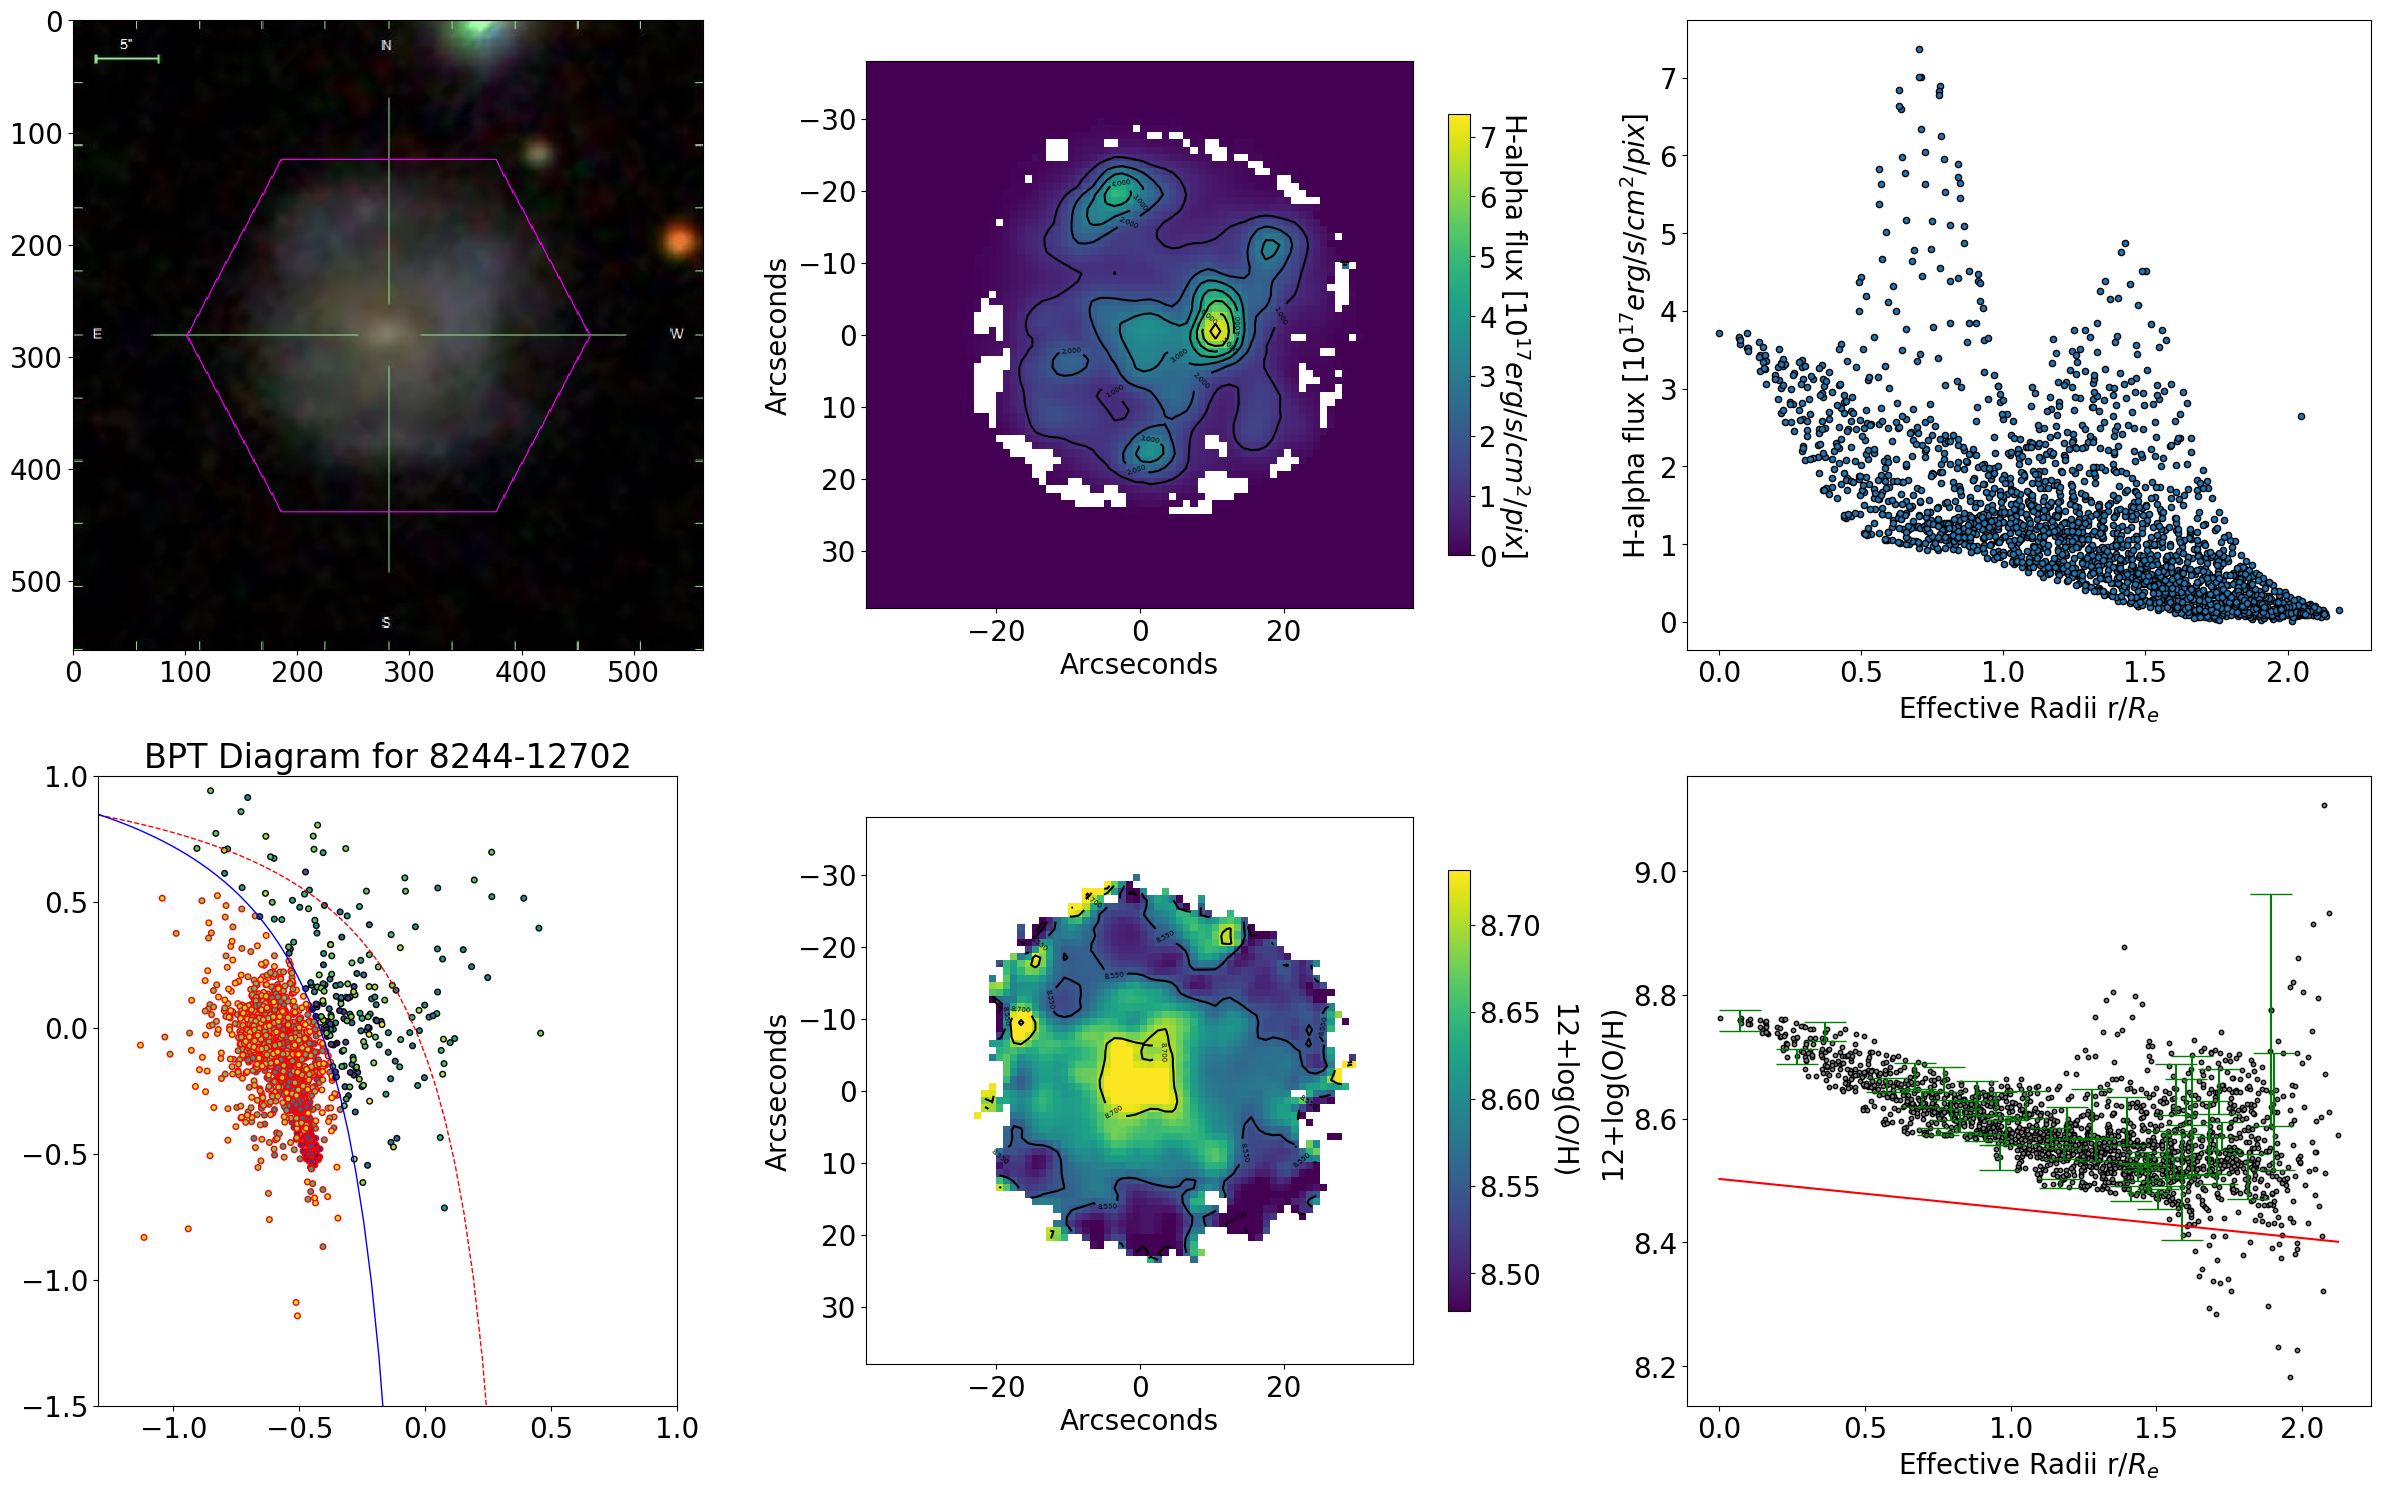 5"
N
E
W
S
0
100
200
300
400
500
0 100 200 300 400 500
−30
−20
−10
0
10
20
30
Arcseconds
−20 0 20
Arcseconds
7
6
5
4
3
2
1
0
H-alpha flux [10^17 erg/s/cm^2/pix]
H-alpha flux [10^17 erg/s/cm^2/pix]
7
6
5
4
3
2
1
0
0.0 0.5 1.0 1.5 2.0
Effective Radii r/R_e
BPT Diagram for 8244-12702
1.0
0.5
0.0
−0.5
−1.0
−1.5
−1.0 −0.5 0.0 0.5 1.0
−30
−20
−10
0
10
20
30
Arcseconds
−20 0 20
Arcseconds
8.70
8.65
8.60
8.55
8.50
12+log(O/H)
12+log(O/H)
9.0
8.8
8.6
8.4
8.2
0.0 0.5 1.0 1.5 2.0
Effective Radii r/R_e